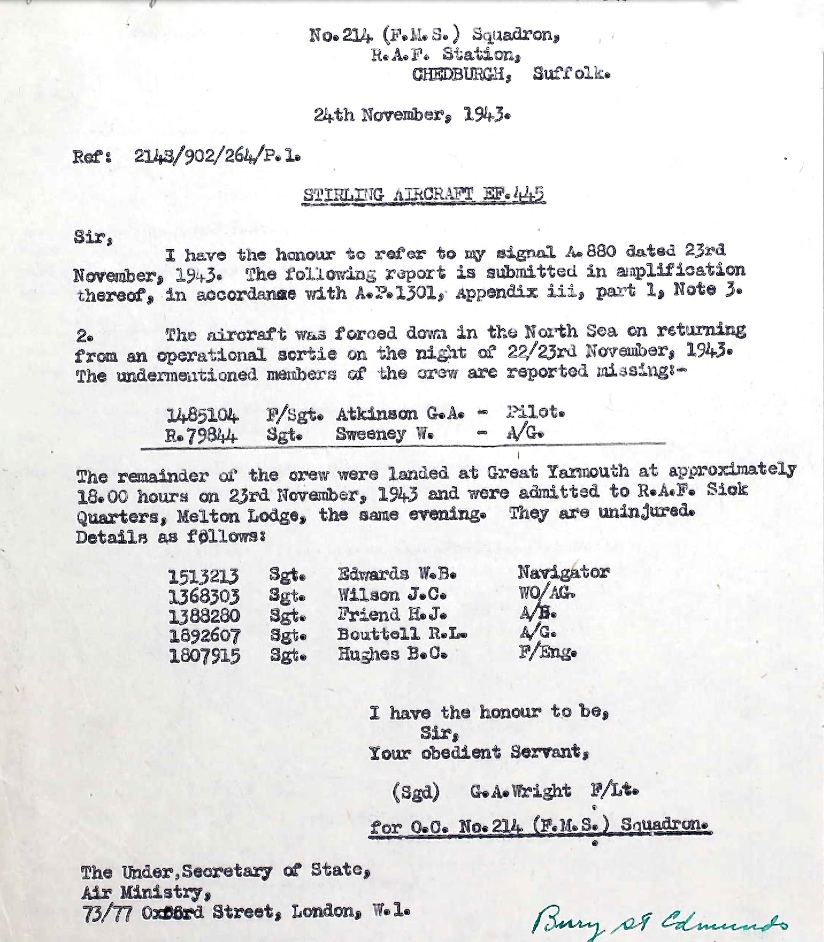 No.214 (F.M.S.) Squadron,
R.A.F. Station,
CHEDBURGH, Suffolk.
24th November, 1943.
Ref: 214S/902/264/P.1.
STIRLING AIRCRAFT EF.445
Sir,
I have the honour to refer to my signal A.880 dated 23rd
November, 1943. The following report is submitted in amplification
thereof, in accordance with A.P.1301, Appendix iii, part 1, Note 3.
2. The aircraft was forced down in the North Sea on returning
from an operational sortie on the night of 22/23rd November, 1943.
The undermentioned members of the crew are reported missing:-
1485104 F/Sgt. Atkinson G.A. - Pilot.
R.79844 Sgt. Sweeney W. - A/G.
The remainder of the crew were landed at Great Yarmouth at approximately
18.00 hours on 23rd November, 1943 and were admitted to R.A.F. Sick
Quarters, Melton Lodge, the same evening. They are uninjured.
Details as follows:
1513213 Sgt. Edwards W.B. Navigator
1368303 Sgt. Wilson J.C. WO/AG.
1388280 Sgt. Friend H.J. A/B.
1892607 Sgt. Bouttell R.L. A/G.
1807915 Sgt. Hughes B.C. F/Eng.
I have the honour to be,
Sir,
Your obedient Servant,
(Sgd) G.A.Wright F/Lt.
for O.C. No.214 (F.M.S.) Squadron.
The Under,Secretary of State,
Air Ministry,
73/77 Oxford Street, London, W.1.
Bury St Edmunds